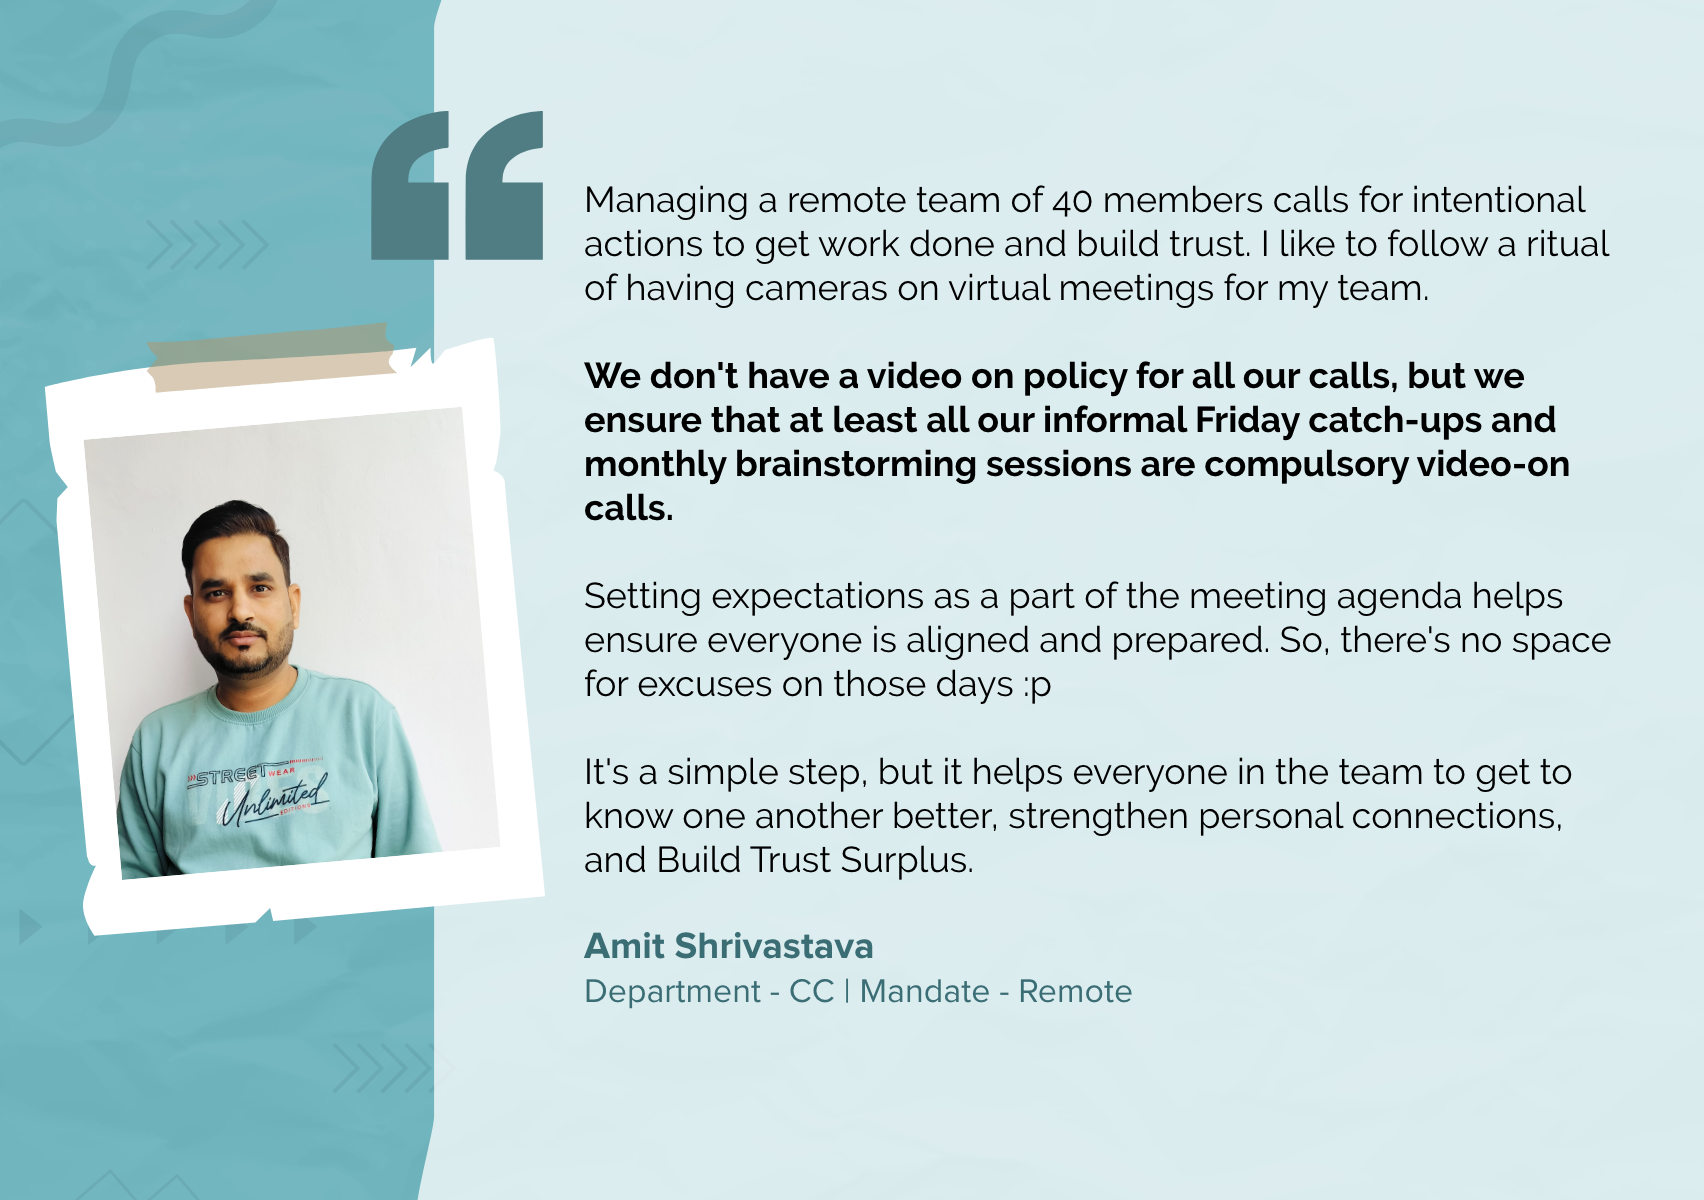 “
Managing a remote team of 40 members calls for intentional
actions to get work done and build trust. I like to follow a ritual
of having cameras on virtual meetings for my team.
We don't have a video on policy for all our calls, but we
ensure that at least all our informal Friday catch-ups and
monthly brainstorming sessions are compulsory video-on
calls.
Setting expectations as a part of the meeting agenda helps
ensure everyone is aligned and prepared. So, there's no space
for excuses on those days :p
It's a simple step, but it helps everyone in the team to get to
know one another better, strengthen personal connections,
and Build Trust Surplus.
Amit Shrivastava
Department - CC | Mandate - Remote
STREET WEAR
Unlimited
EDITIONS